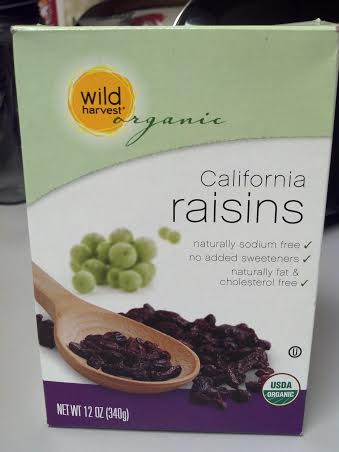 wild
harvest®
organic
California
raisins
naturally sodium free ✓
no added sweeteners ✓
naturally fat &
cholesterol free ✓
U
USDA
ORGANIC
NET WT 12 OZ (340g)